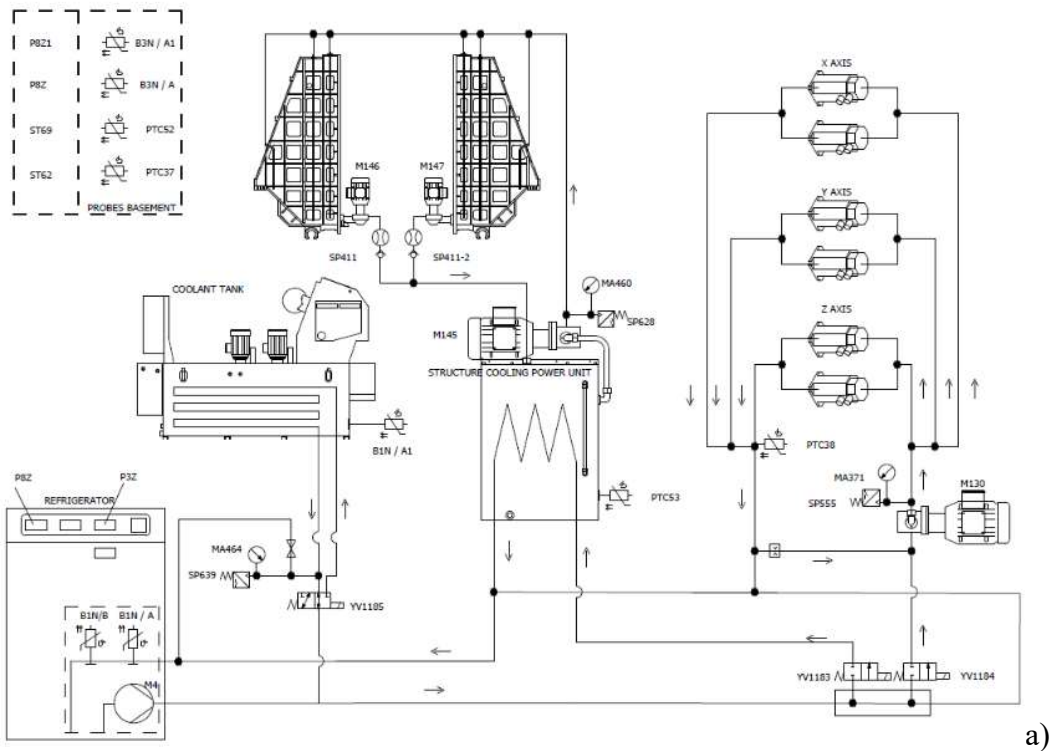 P8Z1
B3N / A1
P8Z
B3N / A
ST69
PTC52
ST62
PTC37
PROBES BASEMENT
M146
M147
SP411
SP411-2
COOLANT TANK
B1N / A1
M145
MA460
SP628
STRUCTURE COOLING POWER UNIT
PTC53
X AXIS
Y AXIS
Z AXIS
PTC38
MA371
SP555
M130
P8Z
P3Z
REFRIGERATOR
MA464
SP639
YV1185
B1N/B
B1N / A
M4
YV1183
YV1184
a)